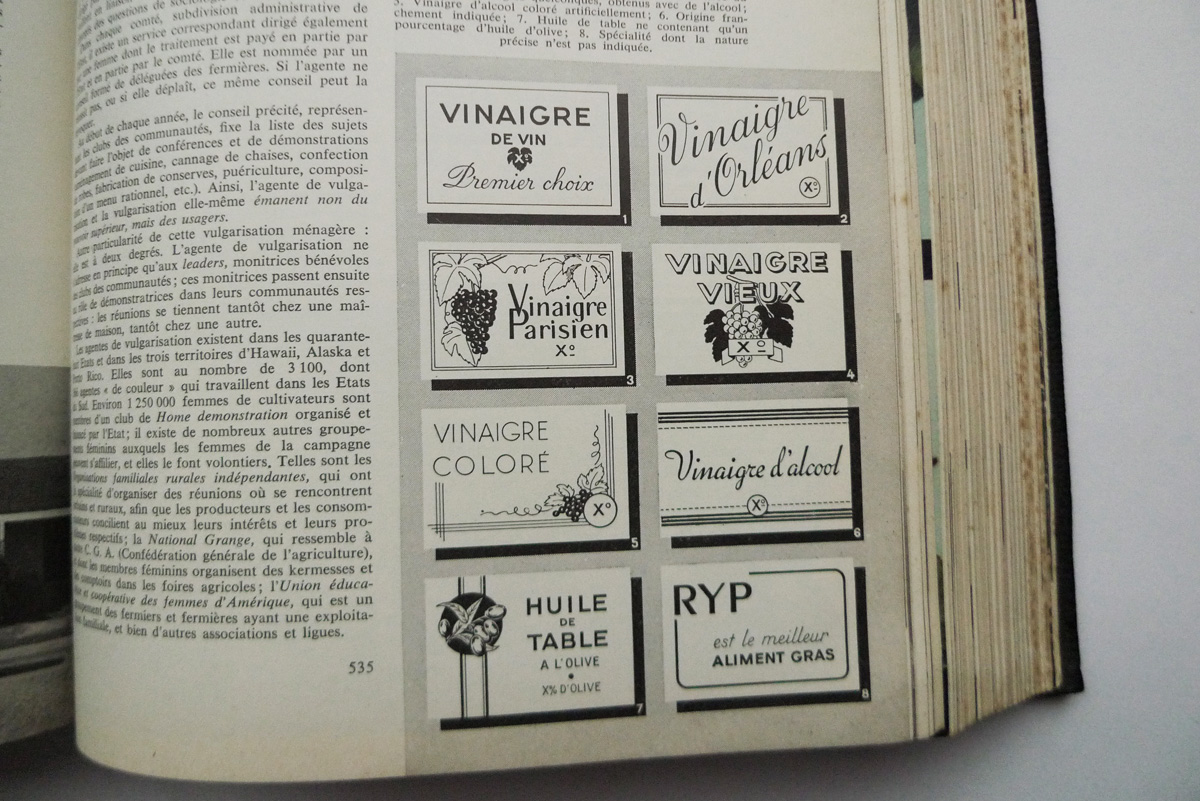 des questions de sociologie
Dans chaque comté, subdivision administrative de
existe un service correspondant dirigé également
une femme dont le traitement est payé en partie par
et en partie par le comté. Elle est nommée par un
formé de déléguées des fermières. Si l'agente ne
pas, ou si elle déplaît, ce même conseil peut la
début de chaque année, le conseil précité, représen-
les clubs des communautés, fixe la liste des sujets
faire l'objet de conférences et de démonstrations
de cuisine, cannage de chaises, confection
fabrication de conserves, puériculture, composi-
d'un menu rationnel, etc.). Ainsi, l'agente de vulga-
et la vulgarisation elle-même émanent non du
supérieur, mais des usagers.
particularité de cette vulgarisation ménagère :
est à deux degrés. L'agente de vulgarisation ne
en principe qu'aux leaders, monitrices bénévoles
des communautés ; ces monitrices passent ensuite
de démonstratrices dans leurs communautés res-
: les réunions se tiennent tantôt chez une maî-
de maison, tantôt chez une autre.
Les agentes de vulgarisation existent dans les quarante-
Etats et dans les trois territoires d'Hawaii, Alaska et
Rico. Elles sont au nombre de 3 100, dont
agentes « de couleur » qui travaillent dans les Etats
Sud. Environ 1 250 000 femmes de cultivateurs sont
d'un club de Home demonstration organisé et
par l'Etat ; il existe de nombreux autres groupe-
féminins auxquels les femmes de la campagne
s'affilier, et elles le font volontiers. Telles sont les
familiales rurales indépendantes, qui ont
spécialité d'organiser des réunions où se rencontrent
et ruraux, afin que les producteurs et les consom-
concilient au mieux leurs intérêts et leurs pro-
respectifs ; la National Grange, qui ressemble à
C. G. A. (Confédération générale de l'agriculture),
dont les membres féminins organisent des kermesses et
comptoirs dans les foires agricoles ; l'Union éduca-
et coopérative des femmes d'Amérique, qui est un
des fermiers et fermières ayant une exploita-
familiale, et bien d'autres associations et ligues.
535
obtenus avec de l'alcool ;
5. Vinaigre d'alcool coloré artificiellement ; 6. Origine fran-
chement indiquée ; 7. Huile de table ne contenant qu'un
pourcentage d'huile d'olive ; 8. Spécialité dont la nature
précise n'est pas indiquée.
VINAIGRE
DE VIN
X°
Premier choix
1
Vinaigre
d'Orléans
X°
2
Vinaigre
Parisien
X°
3
VINAIGRE
VIEUX
X°
4
VINAIGRE
COLORÉ
X°
5
Vinaigre d'alcool
X°
6
HUILE
DE
TABLE
A L'OLIVE
X% D'OLIVE
7
RYP
est le meilleur
ALIMENT GRAS
8